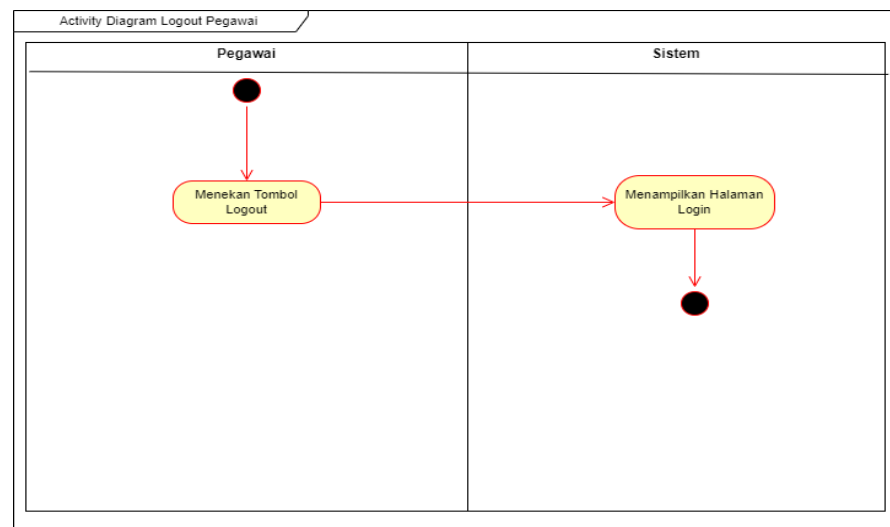 Activity Diagram Logout Pegawai
Pegawai
Sistem
Menekan Tombol
Logout
Menampilkan Halaman
Login